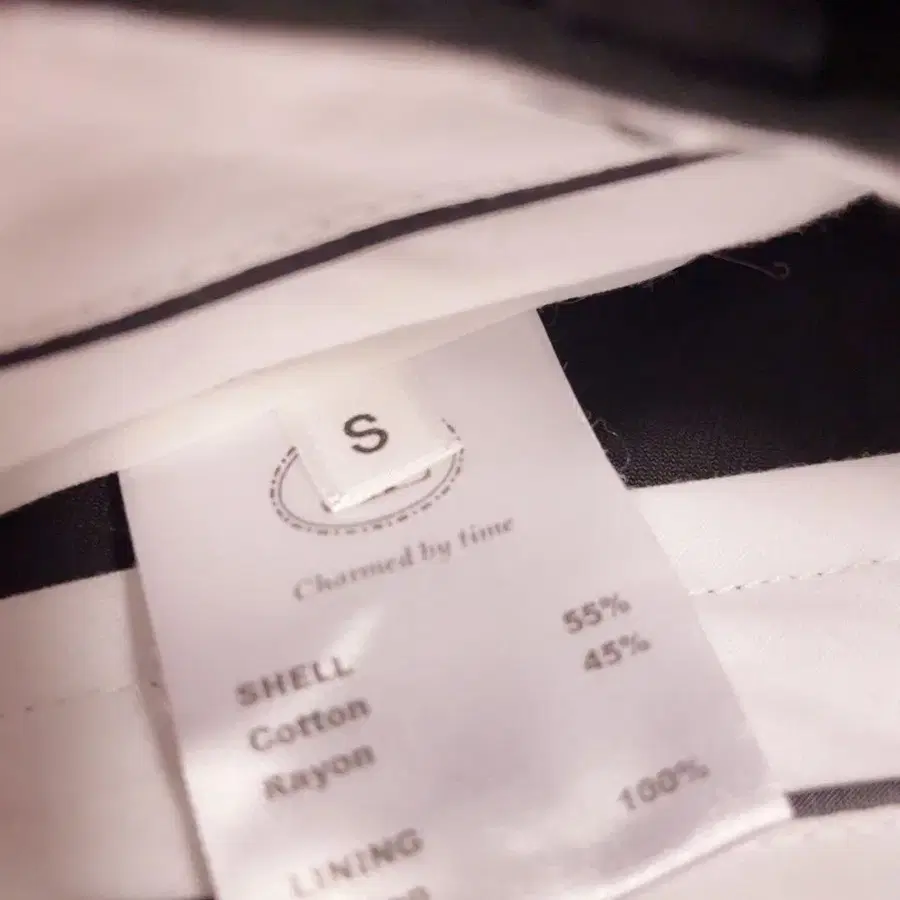 S
Charmed by time
SHELL
Cotton 55%
Rayon 45%
LINING
100%